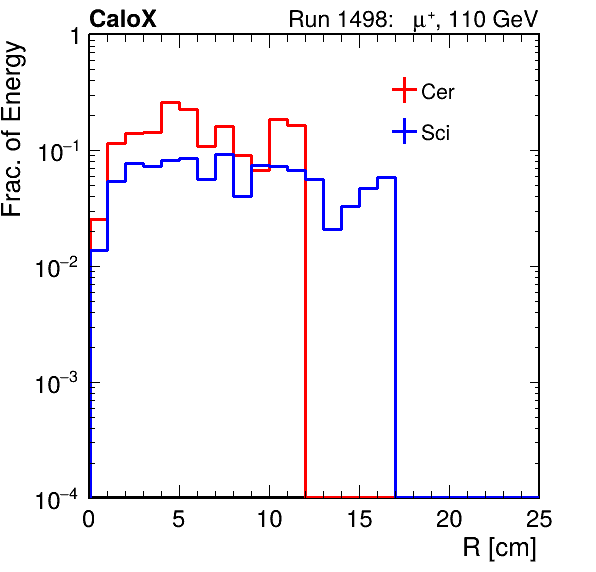 CaloX Run 1498: μ⁺, 110 GeV
Frac. of Energy
1
10⁻¹
10⁻²
10⁻³
10⁻⁴
Cer
Sci
0 5 10 15 20 25
R [cm]